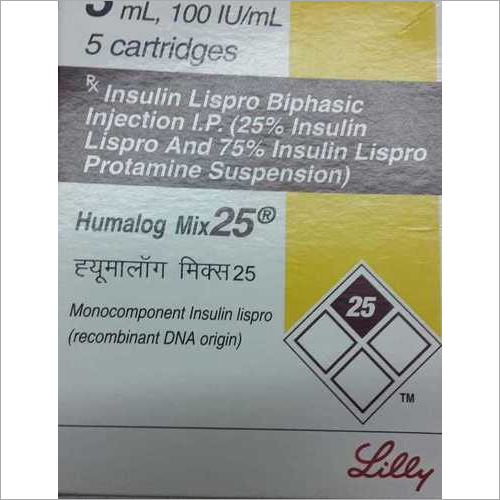 mL, 100 IU/mL
5 cartridges
Rx Insulin Lispro Biphasic
Injection I.P. (25% Insulin
Lispro And 75% Insulin Lispro
Protamine Suspension)
Humalog Mix25®
ह्यूमालॉग मिक्स 25
Monocomponent Insulin lispro
(recombinant DNA origin)
25
TM
Lilly